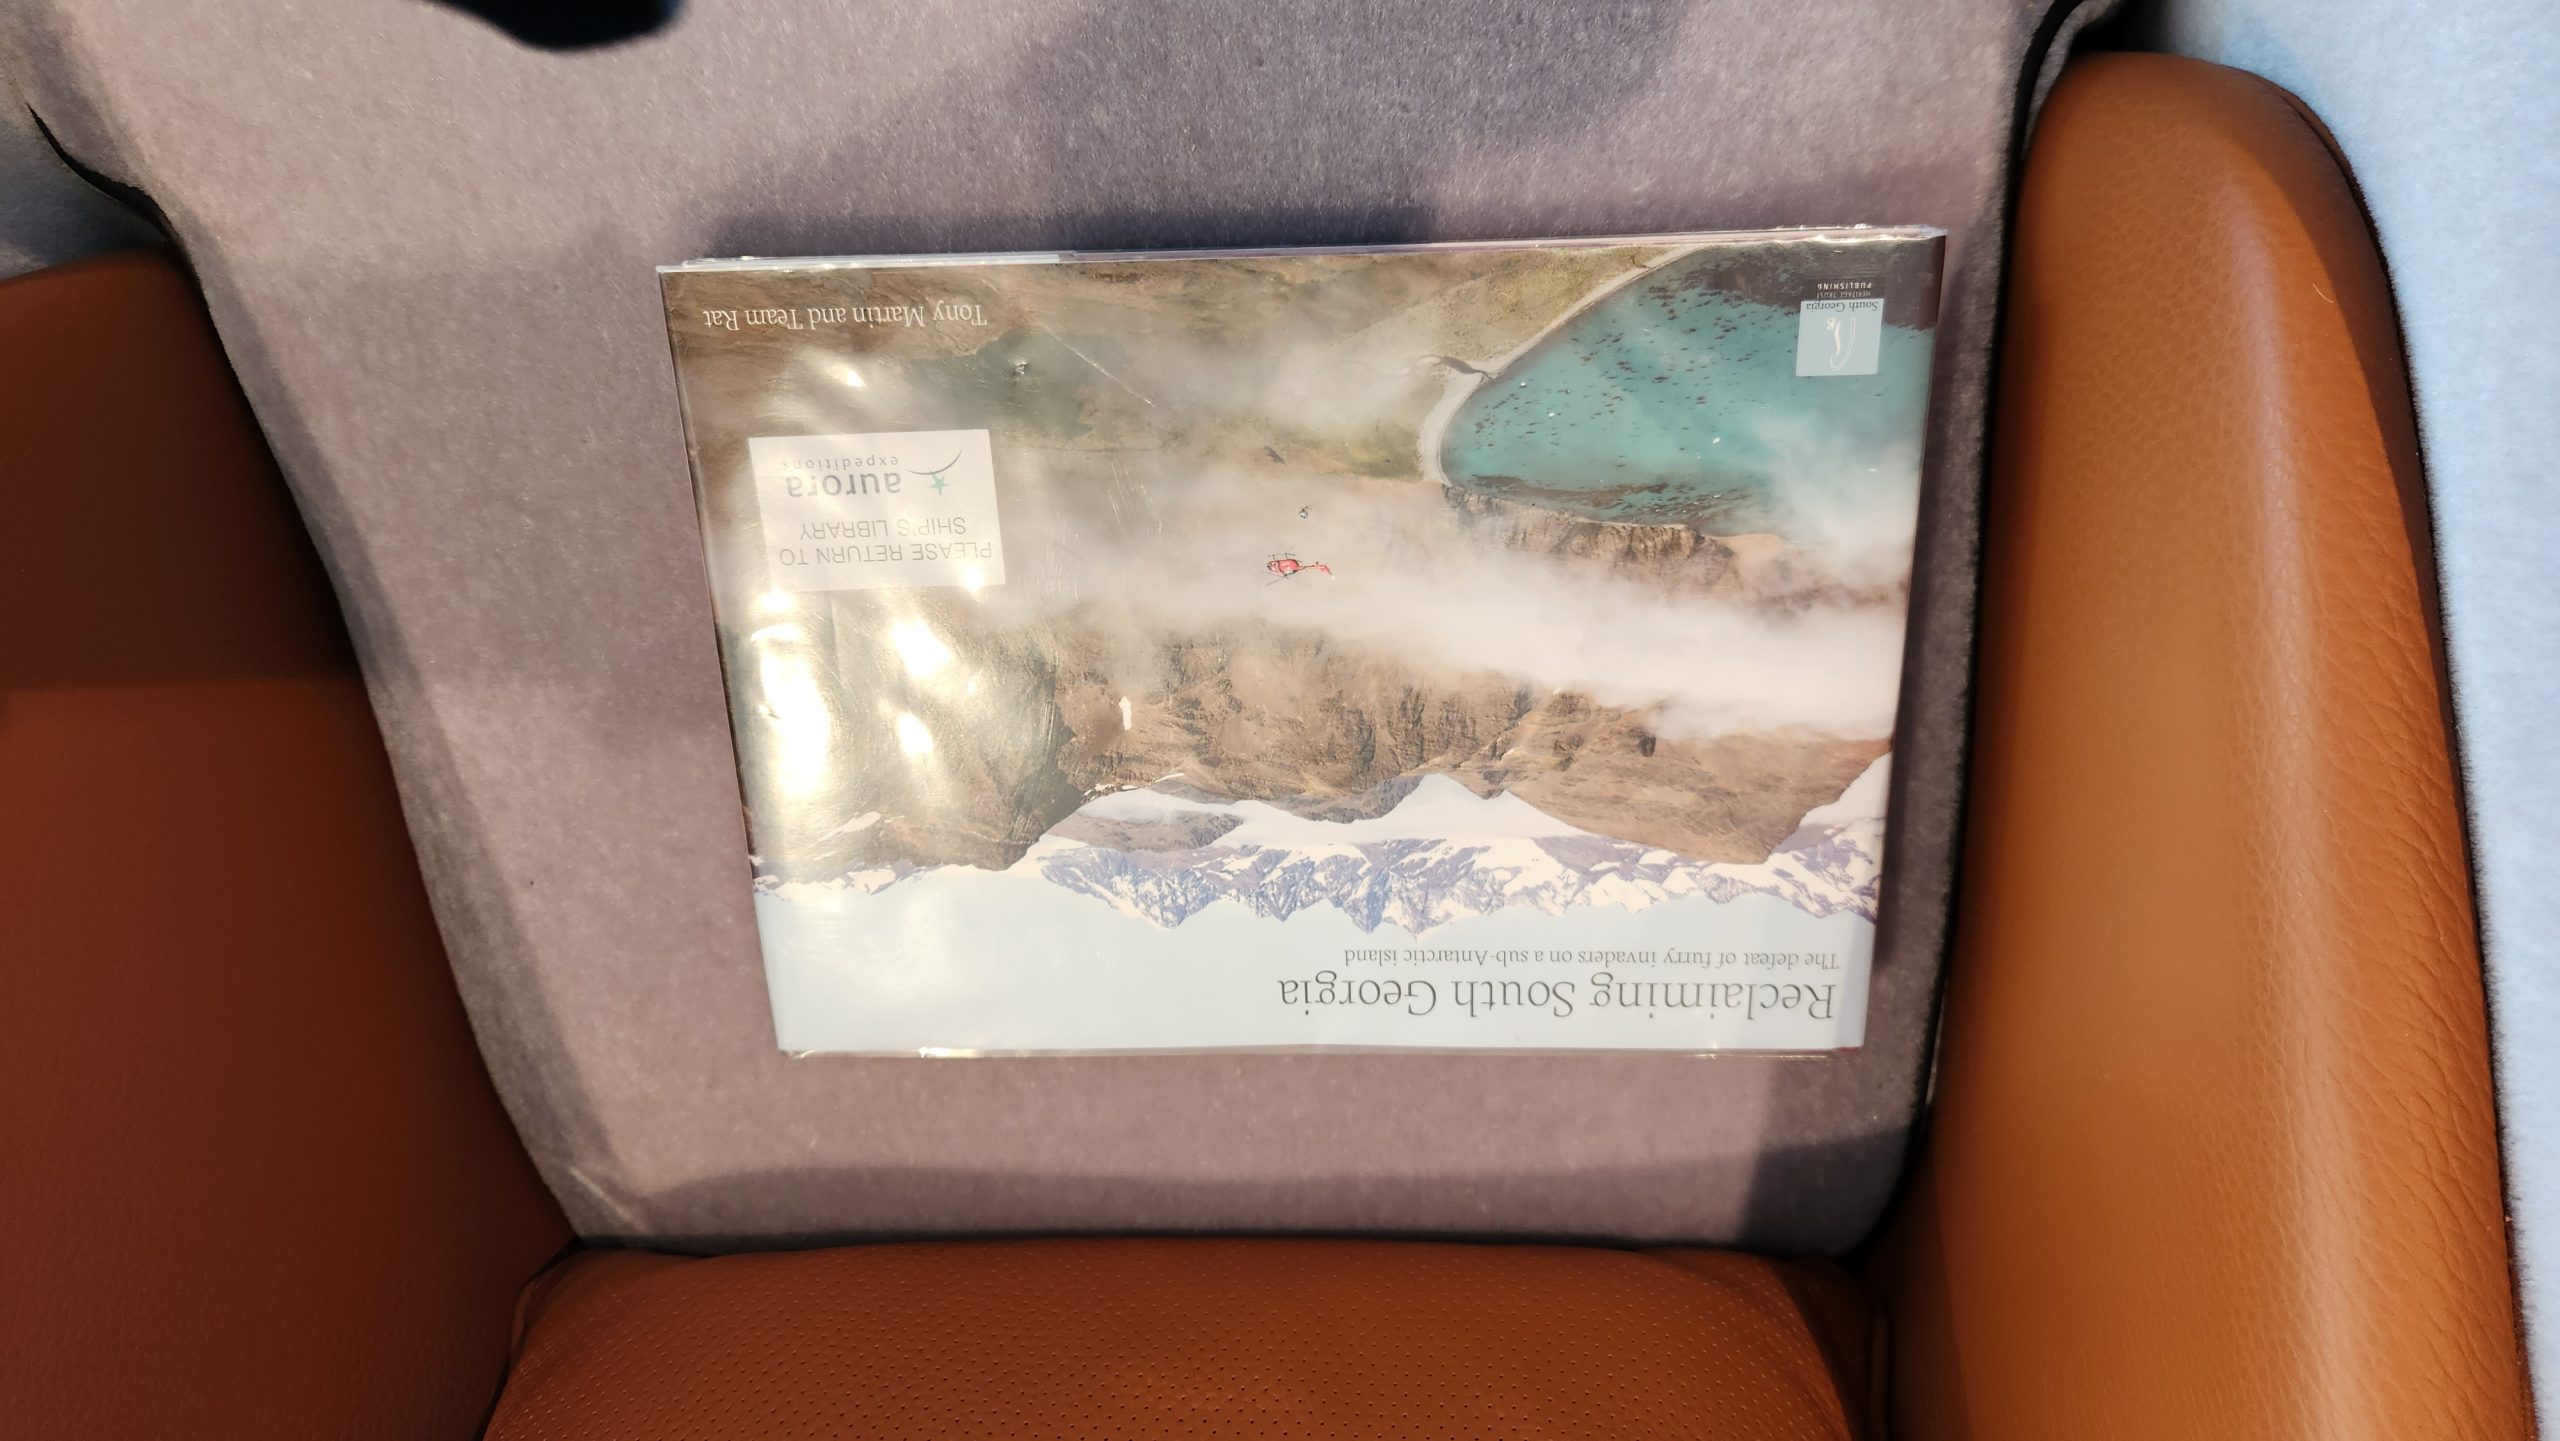 Reclaiming South Georgia
The defeat of furry invaders on a sub-Antarctic island
PLEASE RETURN TO
SHIP'S LIBRARY
aurora
expeditions
Tony Martin and Team Rat
South Georgia
HERITAGE TRUST
PUBLISHING